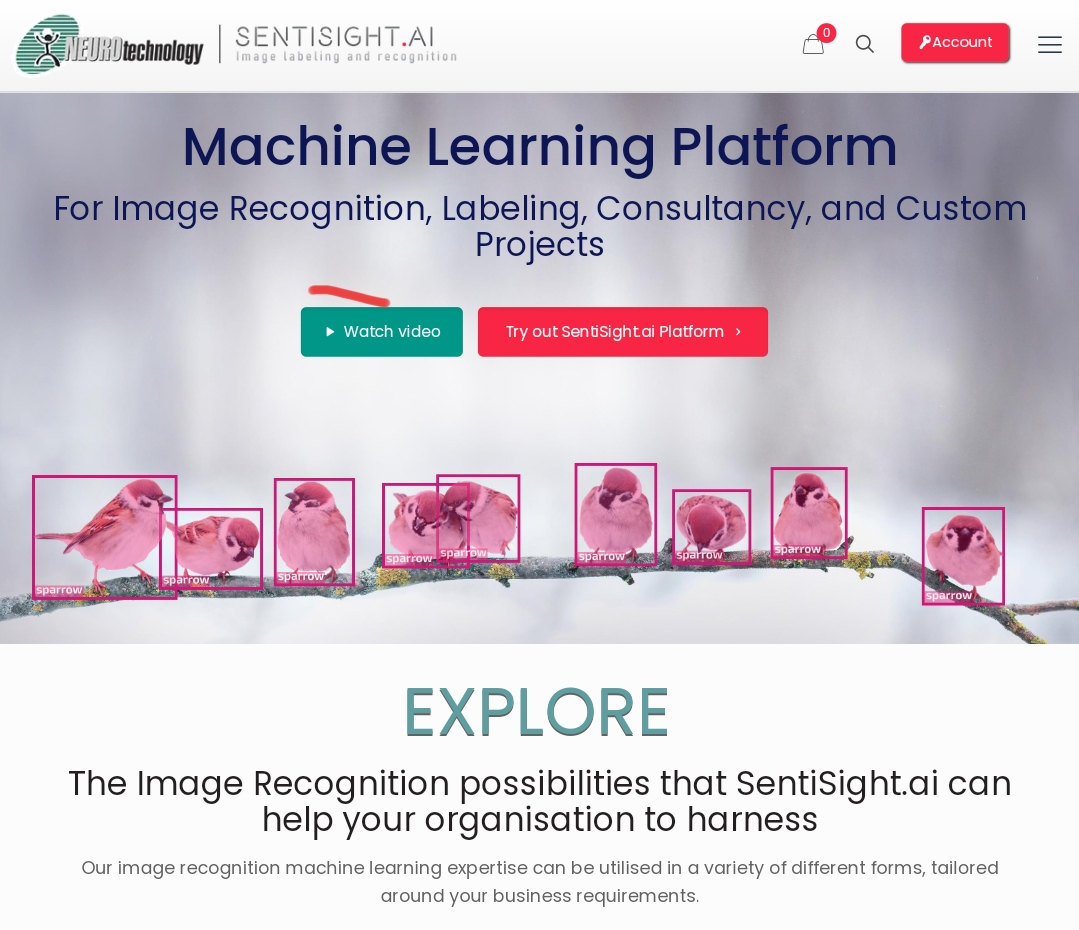 NEUROtechnology
SENTISIGHT.AI
Image labeling and recognition
0
Account
Machine Learning Platform
For Image Recognition, Labeling, Consultancy, and Custom
Projects
Watch video
Try out SentiSight.ai Platform
sparrow
sparrow
sparrow
sparrow
sparrow
sparrow
sparrow
sparrow
sparrow
EXPLORE
The Image Recognition possibilities that SentiSight.ai can
help your organisation to harness
Our image recognition machine learning expertise can be utilised in a variety of different forms, tailored
around your business requirements.